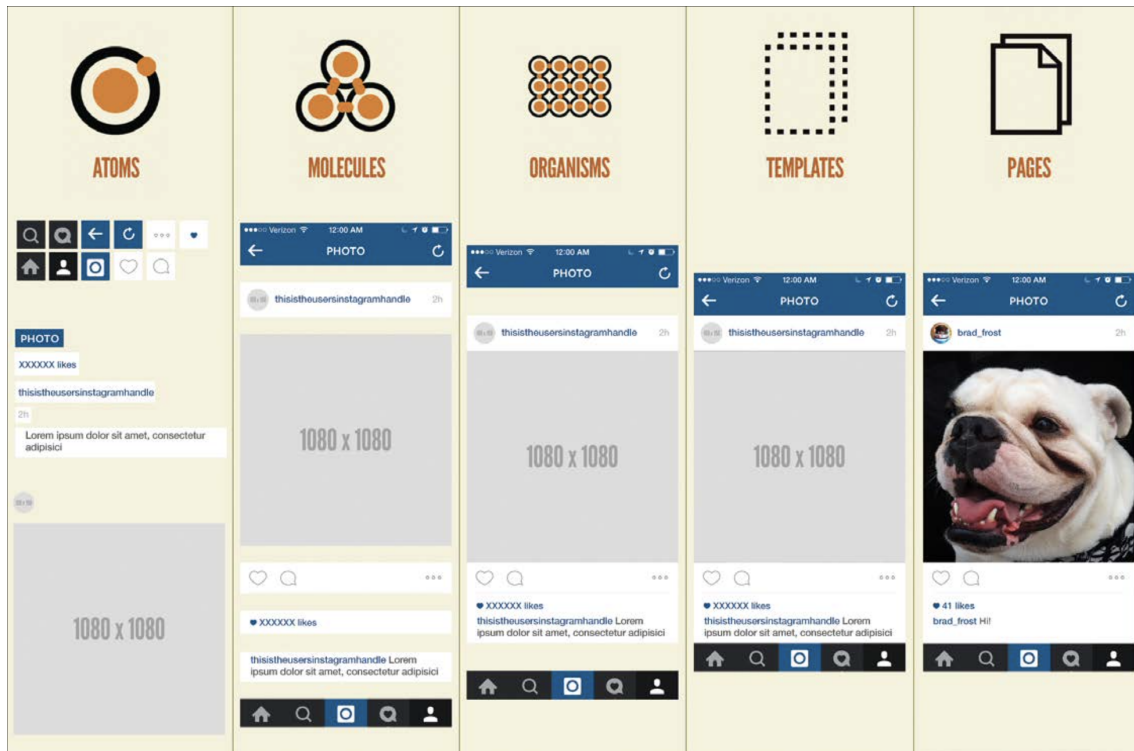 ATOMS
PHOTO
XXXXXX likes
thisistheusersinstagramhandle
2h
Lorem ipsum dolor sit amet, consectetur
adipisici
1080 x 1080
MOLECULES
Verizon 12:00 AM
PHOTO
thisistheusersinstagramhandle 2h
1080 x 1080
XXXXXX likes
thisistheusersinstagramhandle Lorem
ipsum dolor sit amet, consectetur adipisici
ORGANISMS
Verizon 12:00 AM
PHOTO
thisistheusersinstagramhandle 2h
1080 x 1080
XXXXXX likes
thisistheusersinstagramhandle Lorem
ipsum dolor sit amet, consectetur adipisici
TEMPLATES
Verizon 12:00 AM
PHOTO
thisistheusersinstagramhandle 2h
1080 x 1080
XXXXXX likes
thisistheusersinstagramhandle Lorem
ipsum dolor sit amet, consectetur adipisici
PAGES
Verizon 12:00 AM
PHOTO
brad_frost 2h
41 likes
brad_frost Hi!